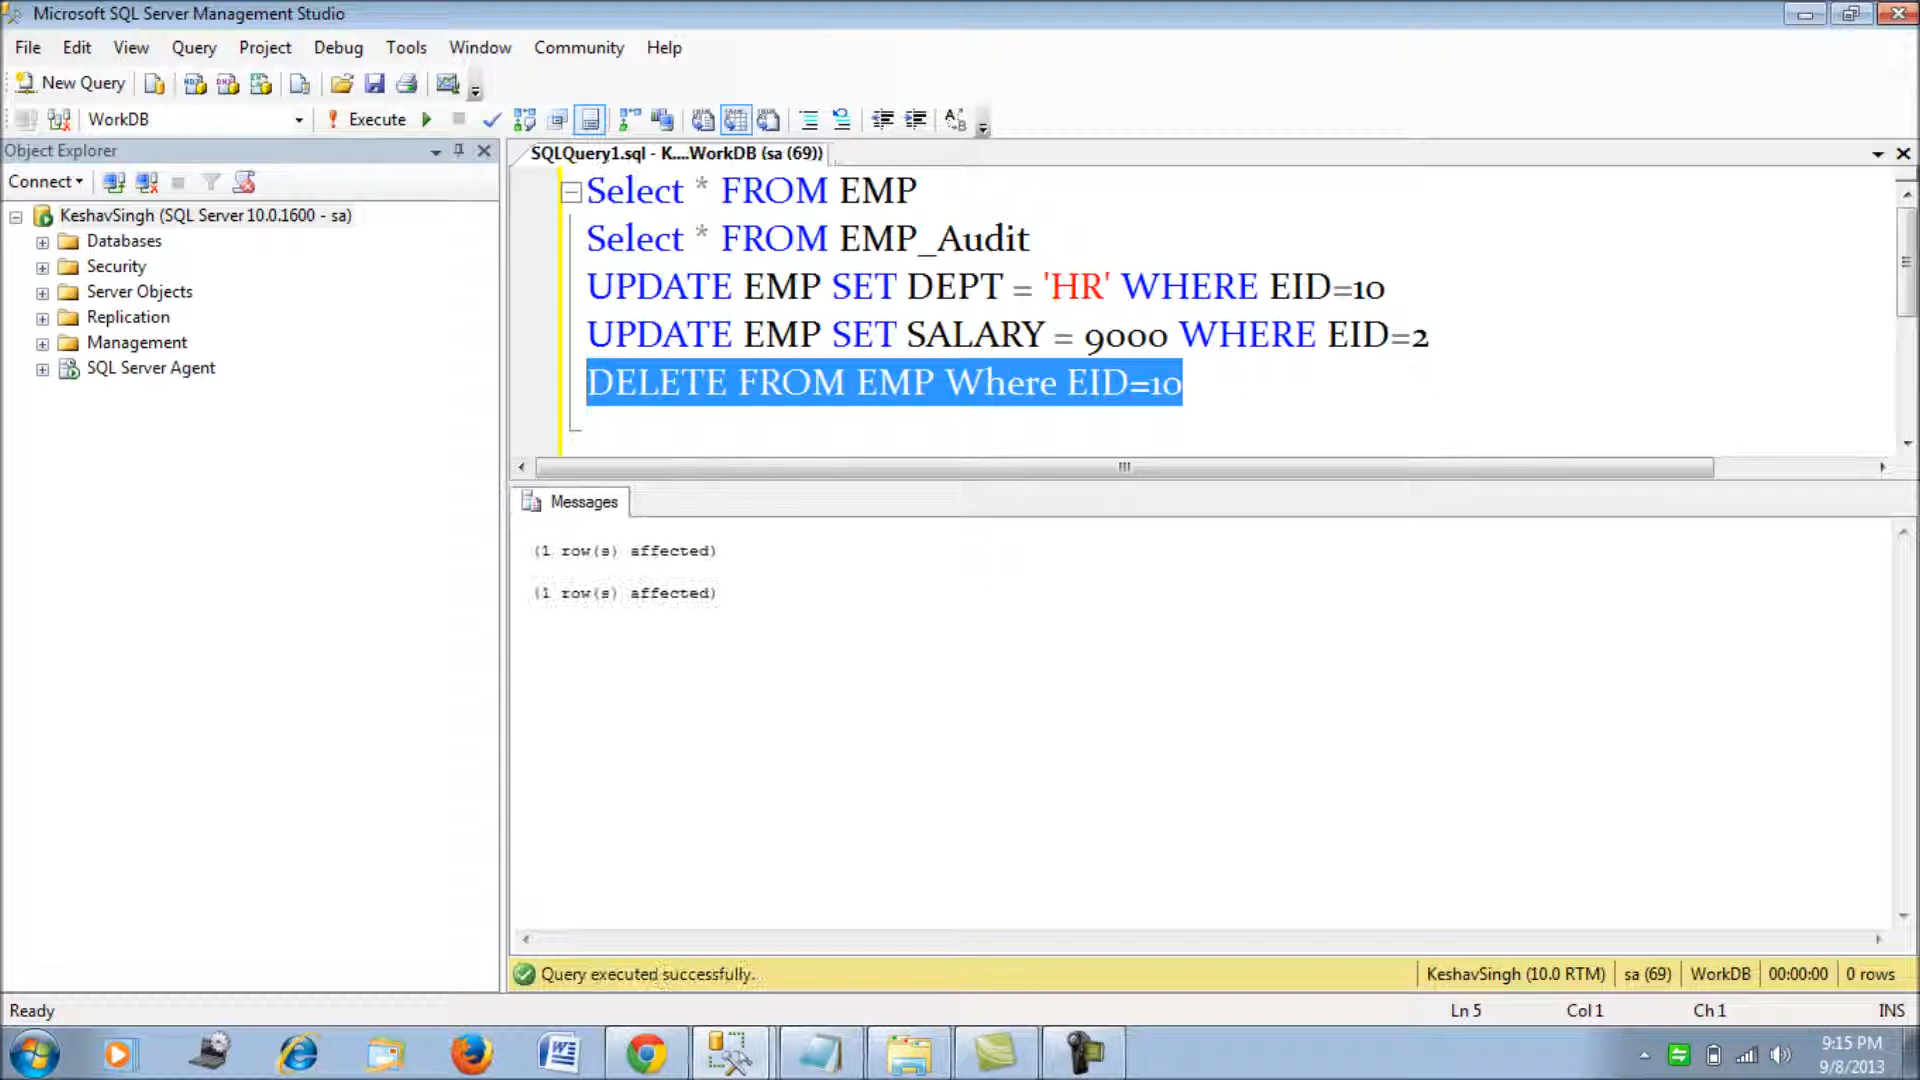 Microsoft SQL Server Management Studio
File Edit View Query Project Debug Tools Window Community Help
New Query
WorkDB Execute
Object Explorer
SQLQuery1.sql - K....WorkDB (sa (69))
Connect
KeshavSingh (SQL Server 10.0.1600 - sa)
Databases
Security
Server Objects
Replication
Management
SQL Server Agent
Select * FROM EMP
Select * FROM EMP_Audit
UPDATE EMP SET DEPT = 'HR' WHERE EID=10
UPDATE EMP SET SALARY = 9000 WHERE EID=2
DELETE FROM EMP Where EID=10
Messages
(1 row(s) affected)
(1 row(s) affected)
Query executed successfully. KeshavSingh (10.0 RTM) sa (69) WorkDB 00:00:00 0 rows
Ready Ln 5 Col 1 Ch 1 INS
9:15 PM
9/8/2013